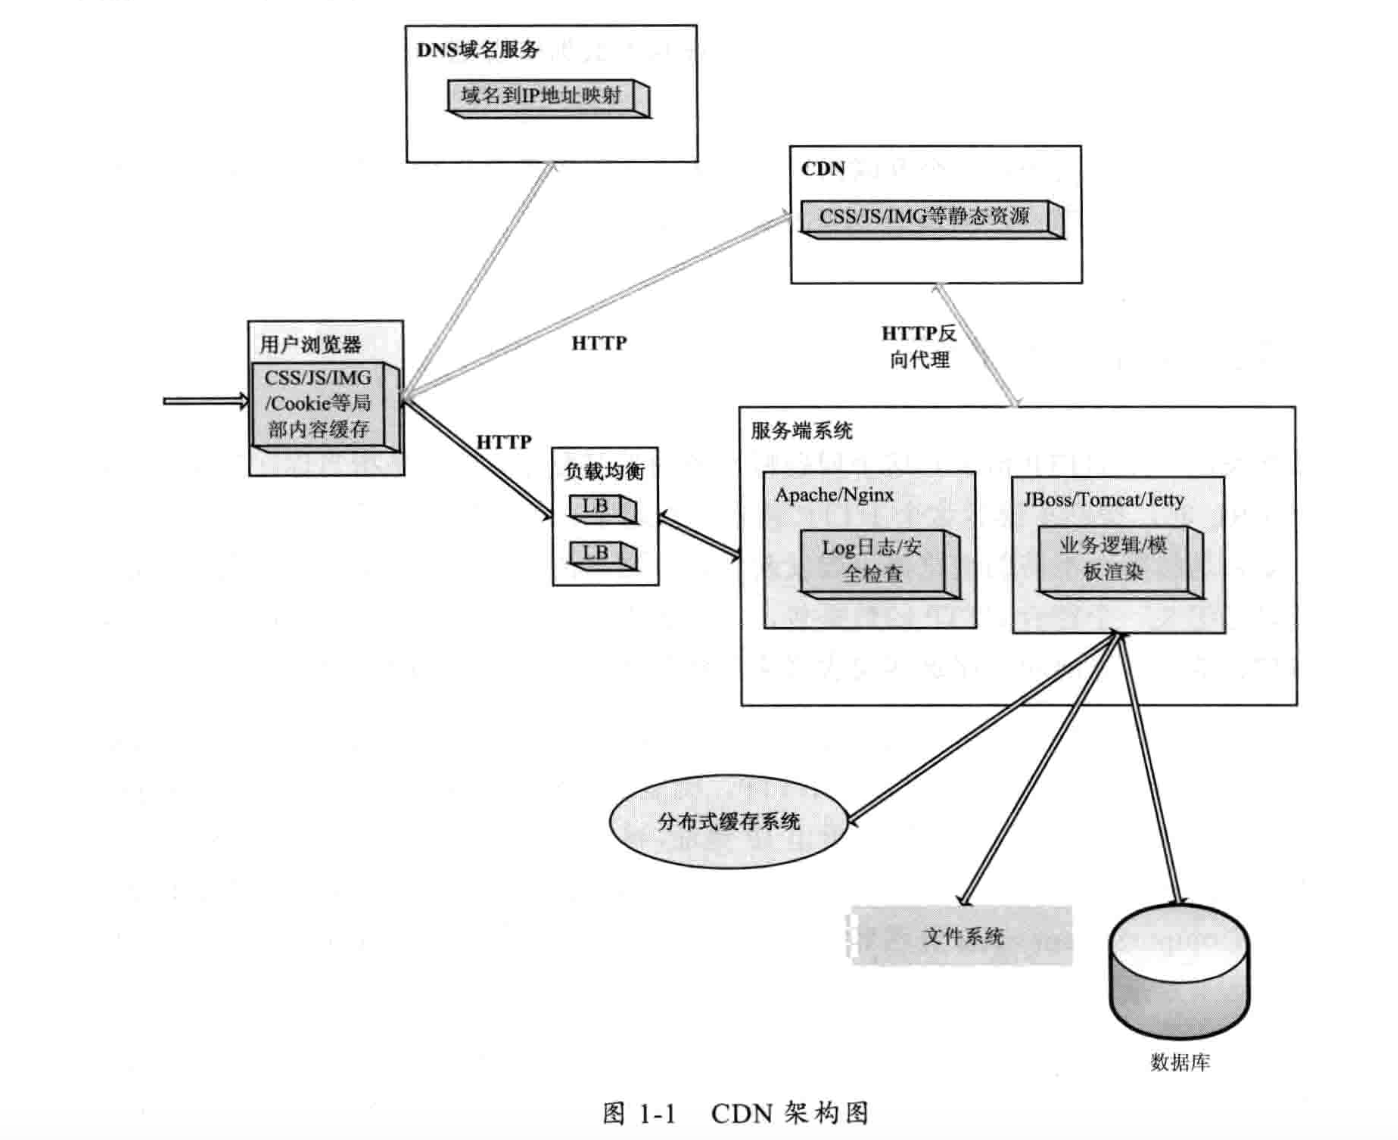 DNS域名服务
域名到IP地址映射
CDN
CSS/JS/IMG等静态资源
HTTP
HTTP反
向代理
用户浏览器
CSS/JS/IMG
/Cookie等局
部内容缓存
HTTP
负载均衡
LB
LB
服务端系统
Apache/Nginx
Log日志/安
全检查
JBoss/Tomcat/Jetty
业务逻辑/模
板渲染
分布式缓存系统
文件系统
数据库
图 1-1 CDN 架构图